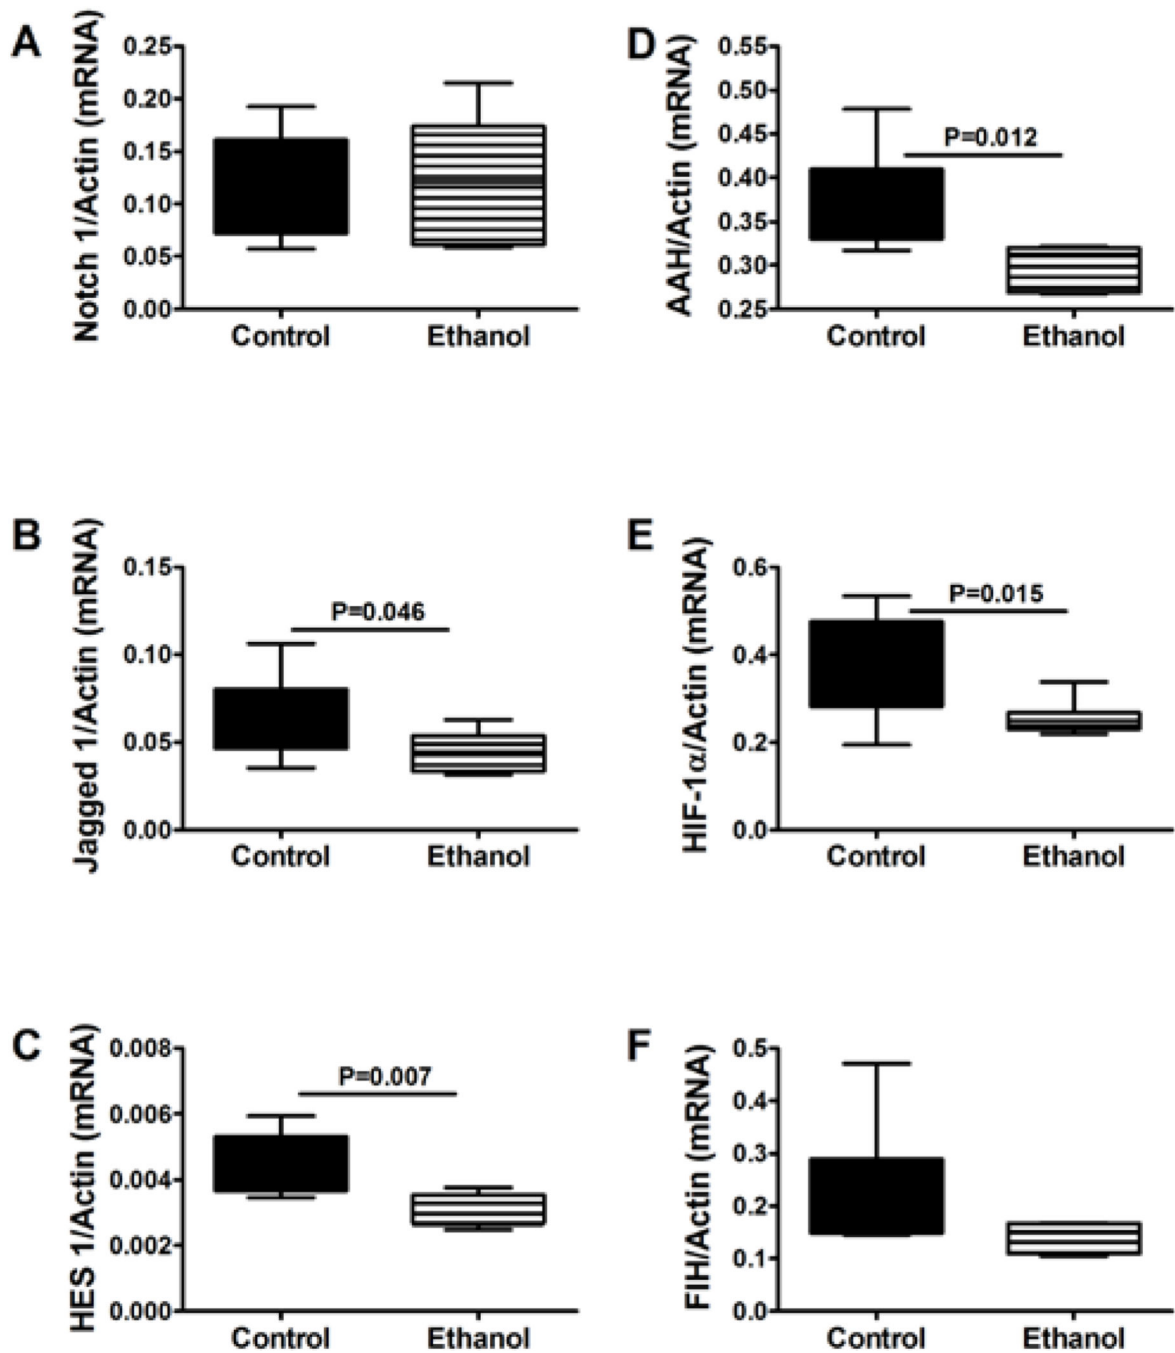 A
Notch 1/Actin (mRNA)
0.25
0.20
0.15
0.10
0.05
0.00
Control Ethanol
D
AAH/Actin (mRNA)
0.55
0.50
0.45
0.40
0.35
0.30
0.25
P=0.012
Control Ethanol
B
Jagged 1/Actin (mRNA)
0.15
0.10
0.05
0.00
P=0.046
Control Ethanol
E
HIF-1α/Actin (mRNA)
0.6
0.4
0.2
0.0
P=0.015
Control Ethanol
C
HES 1/Actin (mRNA)
0.008
0.006
0.004
0.002
0.000
P=0.007
Control Ethanol
F
FIH/Actin (mRNA)
0.5
0.4
0.3
0.2
0.1
0.0
Control Ethanol